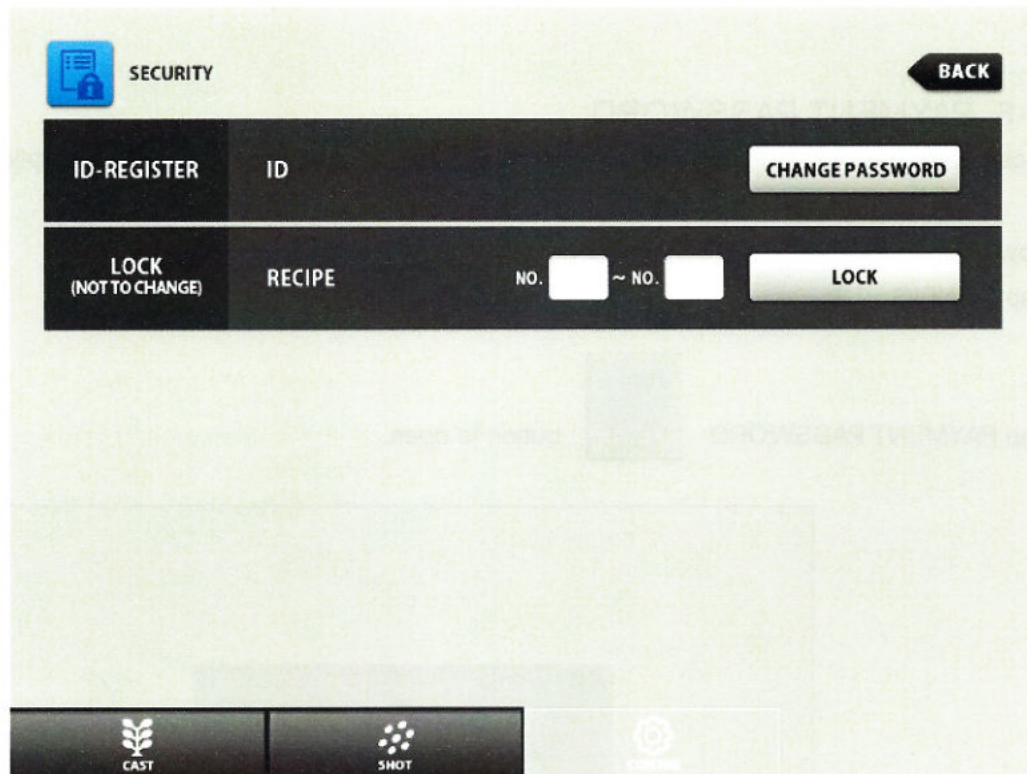 SECURITY
BACK
ID-REGISTER ID CHANGE PASSWORD
LOCK
(NOT TO CHANGE)
RECIPE NO. ~ NO. LOCK
CAST
SHOT